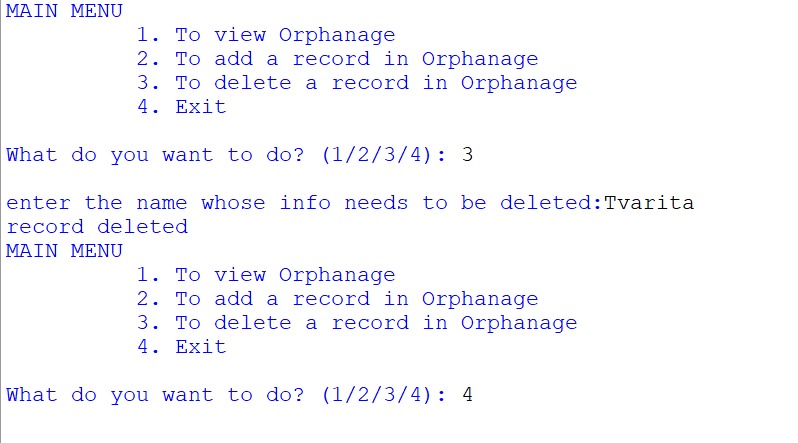 MAIN MENU
1. To view Orphanage
2. To add a record in Orphanage
3. To delete a record in Orphanage
4. Exit
What do you want to do? (1/2/3/4): 3
enter the name whose info needs to be deleted:Tvarita
record deleted
MAIN MENU
1. To view Orphanage
2. To add a record in Orphanage
3. To delete a record in Orphanage
4. Exit
What do you want to do? (1/2/3/4): 4